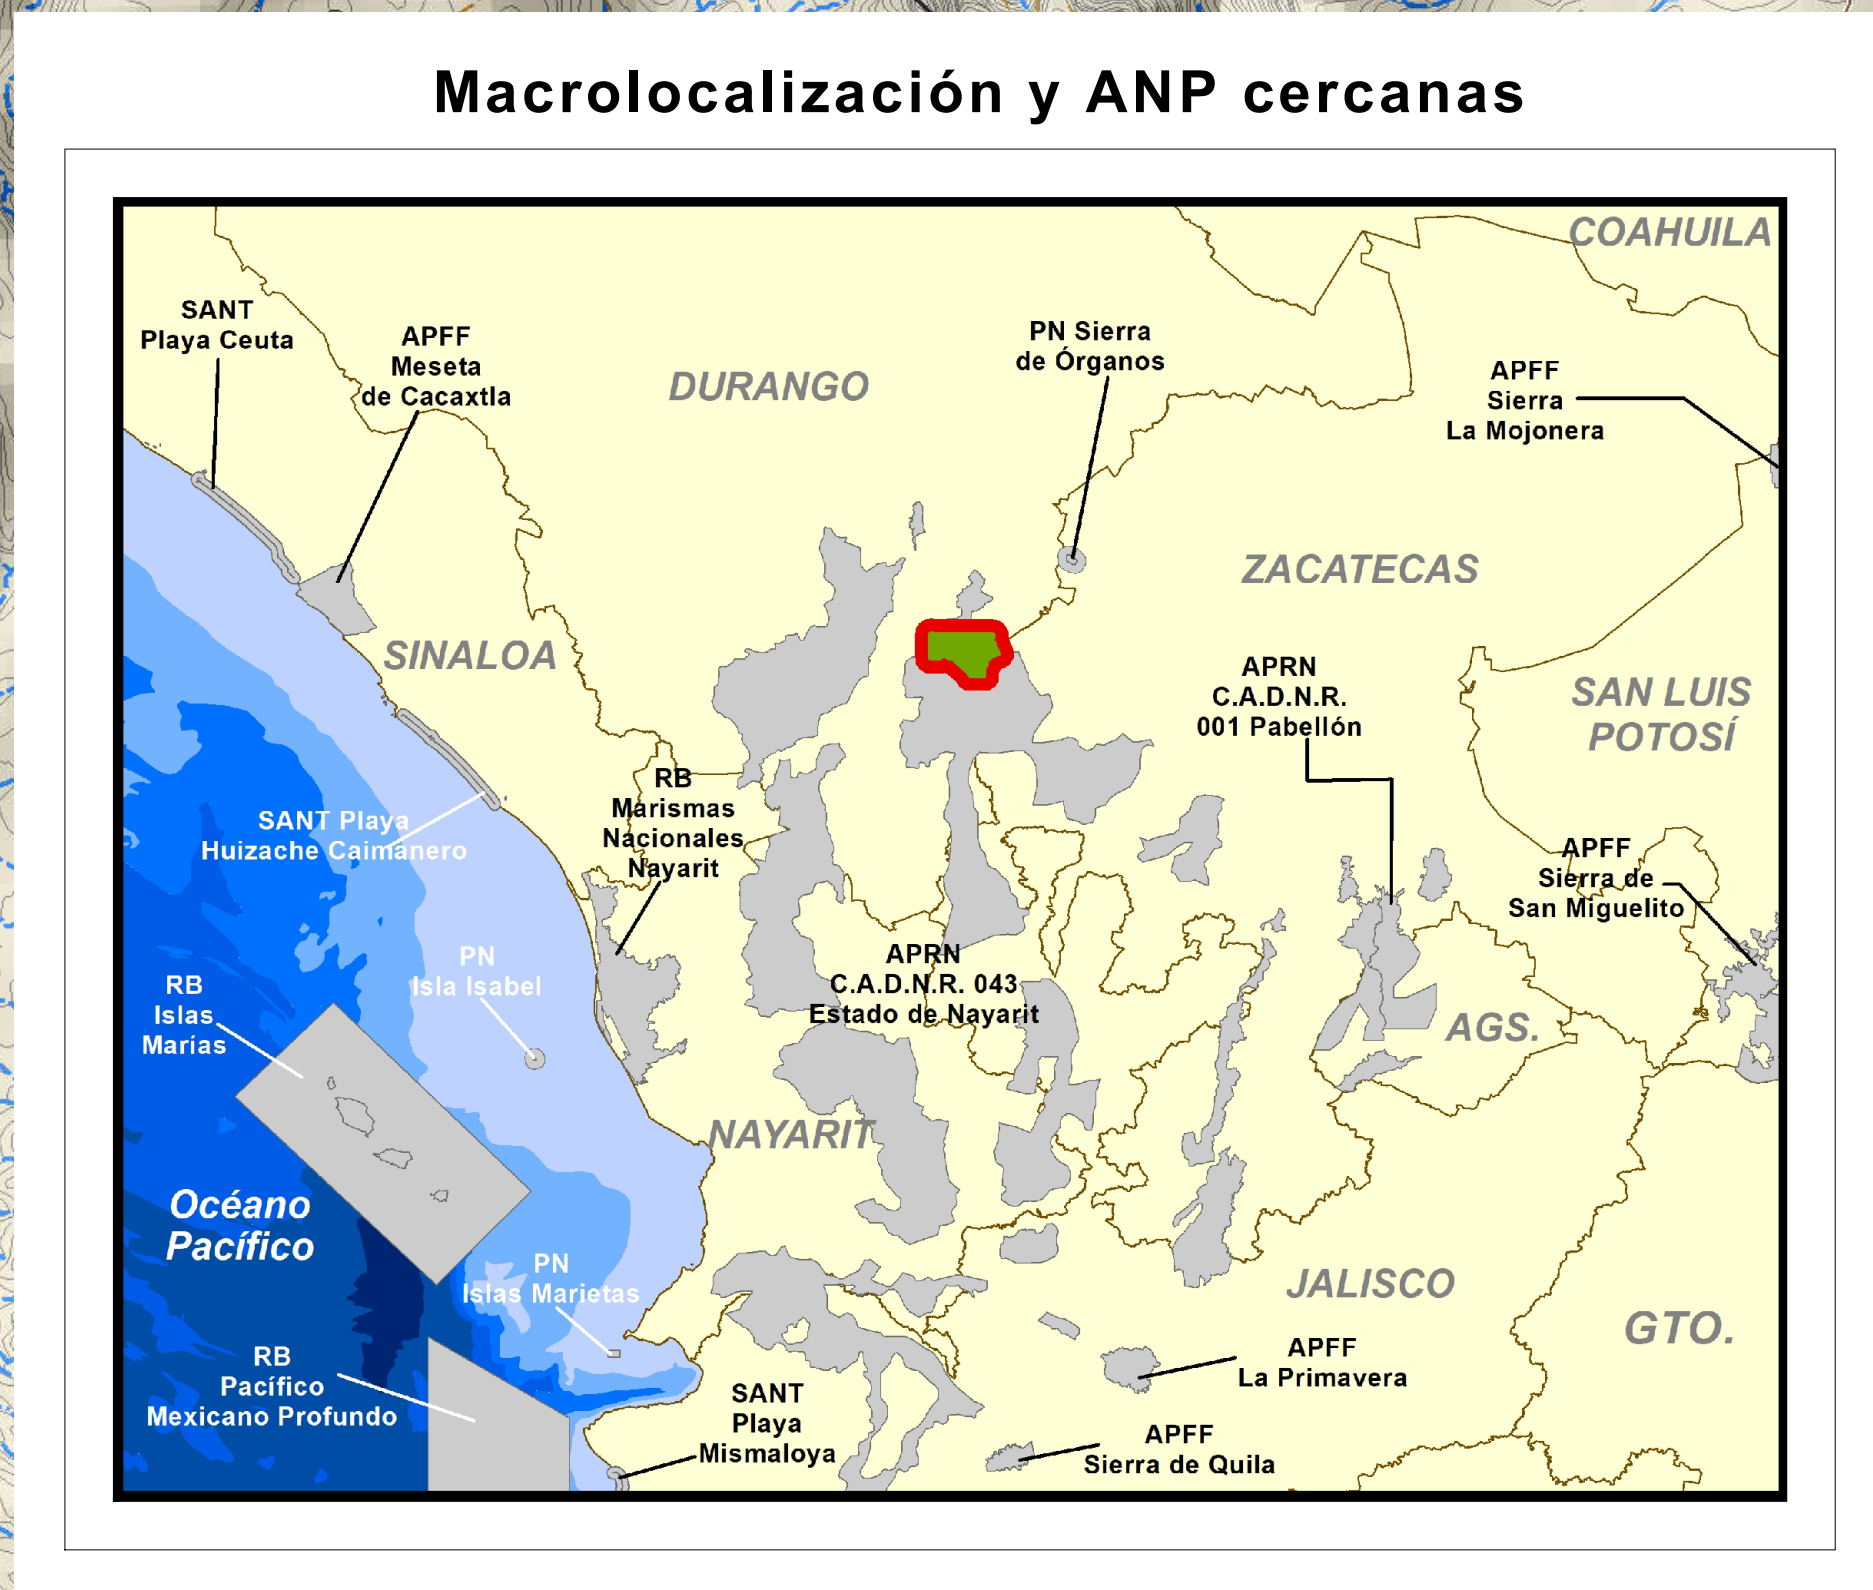 Macrolocalización y ANP cercanas
COAHUILA
SANT
Playa Ceuta
APFF
Meseta
de Cacaxtla
DURANGO
PN Sierra
de Órganos
APFF
Sierra
La Mojonera
ZACATECAS
SINALOA
APRN
C.A.D.N.R.
001 Pabellón
SAN LUIS
POTOSÍ
RB
Marismas
Nacionales
Nayarit
SANT Playa
Huizache Caimanero
APFF
Sierra de
San Miguelito
PN
Isla Isabel
APRN
C.A.D.N.R. 043
Estado de Nayarit
RB
Islas
Marías
AGS.
NAYARIT
Océano
Pacífico
PN
Islas Marietas
JALISCO
GTO.
RB
Pacífico
Mexicano Profundo
APFF
La Primavera
SANT
Playa
Mismaloya
APFF
Sierra de Quila